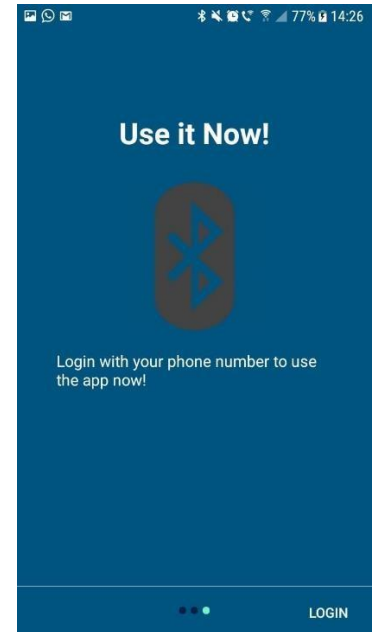 77% 14:26
Use it Now!
Login with your phone number to use
the app now!
LOGIN